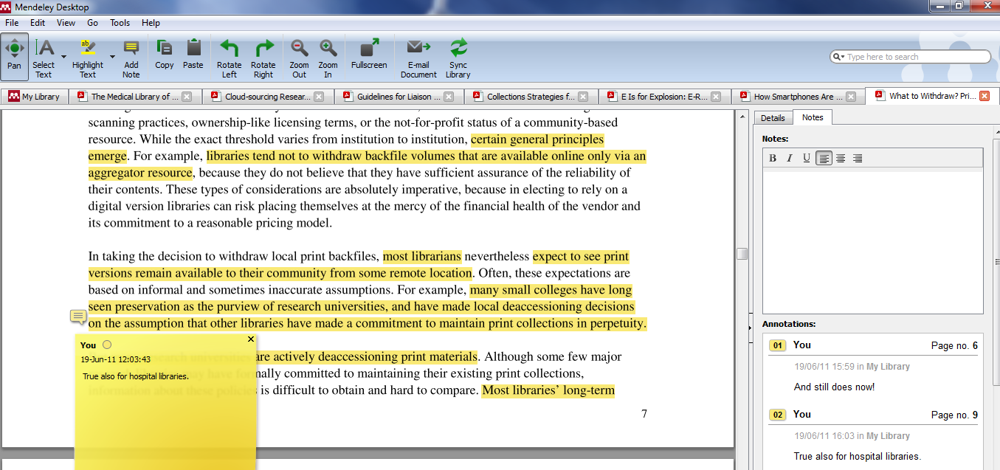 Mendeley Desktop
File Edit View Go Tools Help
Pan
Select Text
Highlight Text
Add Note
Copy
Paste
Rotate Left
Rotate Right
Zoom Out
Zoom In
Fullscreen
E-mail Document
Sync Library
Type here to search
My Library
The Medical Library of ...
Cloud-sourcing Resear...
Guidelines for Liaison ...
Collections Strategies f...
E Is for Explosion: E-R...
How Smartphones Are ...
What to Withdraw? Pri...
scanning practices, ownership-like licensing terms, or the not-for-profit status of a community-based
resource. While the exact threshold varies from institution to institution, certain general principles
emerge. For example, libraries tend not to withdraw backfile volumes that are available online only via an
aggregator resource, because they do not believe that they have sufficient assurance of the reliability of
their contents. These types of considerations are absolutely imperative, because in electing to rely on a
digital version libraries can risk placing themselves at the mercy of the financial health of the vendor and
its commitment to a reasonable pricing model.
In taking the decision to withdraw local print backfiles, most librarians nevertheless expect to see print
versions remain available to their community from some remote location. Often, these expectations are
based on informal and sometimes inaccurate assumptions. For example, many small colleges have long
seen preservation as the purview of research universities, and have made local deaccessioning decisions
on the assumption that other libraries have made a commitment to maintain print collections in perpetuity.
are actively deaccessioning print materials. Although some few major
have formally committed to maintaining their existing print collections,
information about these policies is difficult to obtain and hard to compare. Most libraries' long-term
7
You
19-Jun-11 12:03:43
True also for hospital libraries.
Details
Notes
Notes:
B I U
Annotations:
01 You Page no. 6
19/06/11 15:59 in My Library
And still does now!
02 You Page no. 9
19/06/11 16:03 in My Library
True also for hospital libraries.